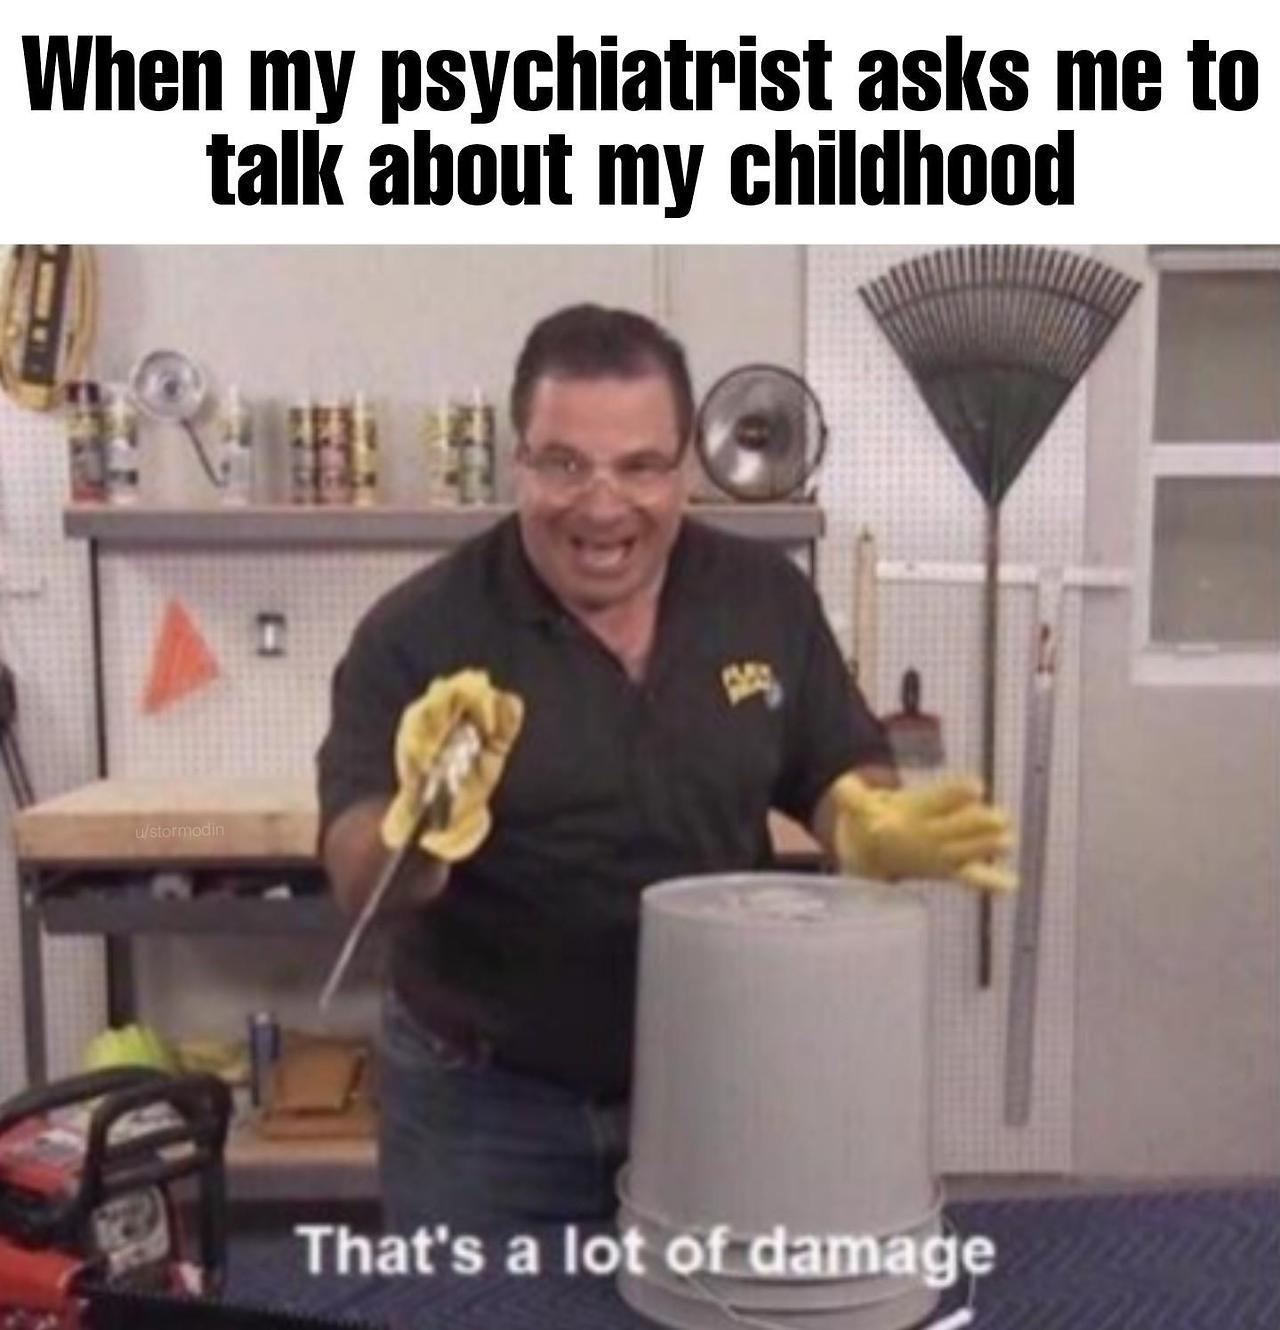 When my psychiatrist asks me to
talk about my childhood
u/stormodin
That's a lot of damage